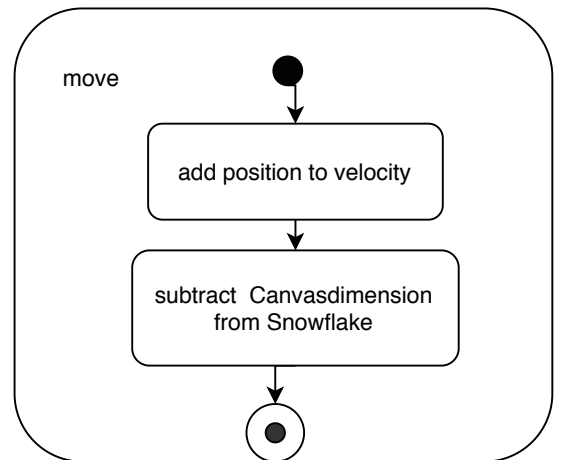 move
add position to velocity
subtract  Canvasdimension
from Snowflake